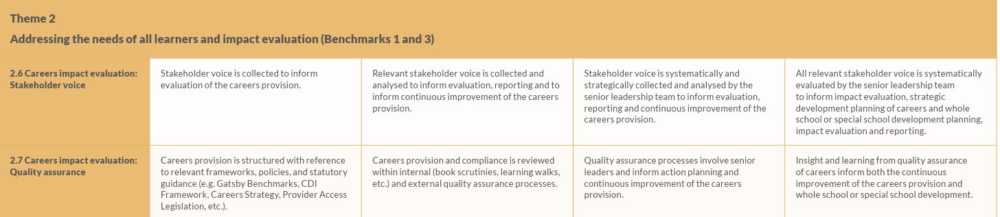 Theme 2
Addressing the needs of all learners and impact evaluation (Benchmarks 1 and 3)
2.6 Careers impact evaluation:
Stakeholder voice
Stakeholder voice is collected to inform
evaluation of the careers provision.
Relevant stakeholder voice is collected and
analysed to inform evaluation, reporting and to
inform continuous improvement of the careers
provision.
Stakeholder voice is systematically and
strategically collected and analysed by the
senior leadership team to inform evaluation,
reporting and continuous improvement of the
careers provision.
All relevant stakeholder voice is systematically
evaluated by the senior leadership team
to inform impact evaluation, strategic
development planning of careers and whole
school or special school development planning,
impact evaluation and reporting.
2.7 Careers impact evaluation:
Quality assurance
Careers provision is structured with reference
to relevant frameworks, policies, and statutory
guidance (e.g. Gatsby Benchmarks, CDI
Framework, Careers Strategy, Provider Access
Legislation, etc.).
Careers provision and compliance is reviewed
within internal (book scrutinies, learning walks,
etc.) and external quality assurance processes.
Quality assurance processes involve senior
leaders and inform action planning and
continuous improvement of the careers
provision.
Insight and learning from quality assurance
of careers inform both the continuous
improvement of the careers provision and
whole school or special school development.